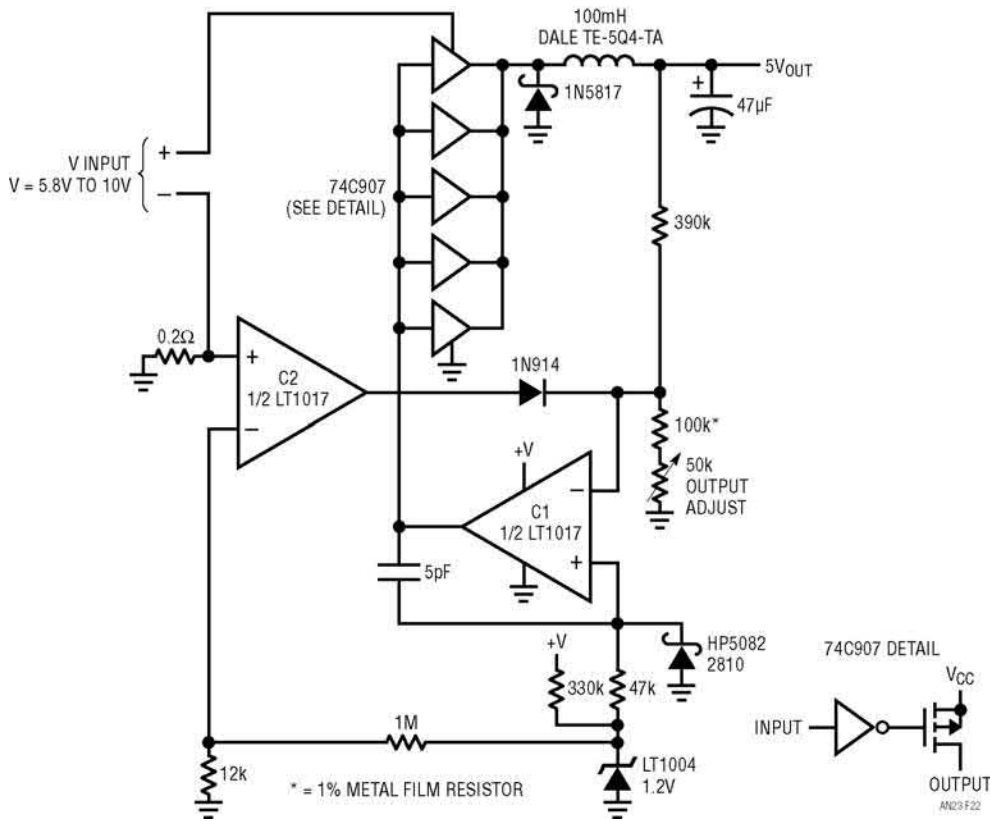 100mH
DALE TE-5Q4-TA
5VOUT
+
1N5817
47µF
+
V INPUT
V = 5.8V TO 10V
–
74C907
(SEE DETAIL)
390k
0.2Ω
+
C2
1/2 LT1017
–
1N914
100k*
+V
50k
OUTPUT
ADJUST
–
C1
1/2 LT1017
+
5pF
+V
HP5082
2810
330k
47k
74C907 DETAIL
VCC
INPUT
1M
12k
* = 1% METAL FILM RESISTOR
LT1004
1.2V
OUTPUT
AN23 F22